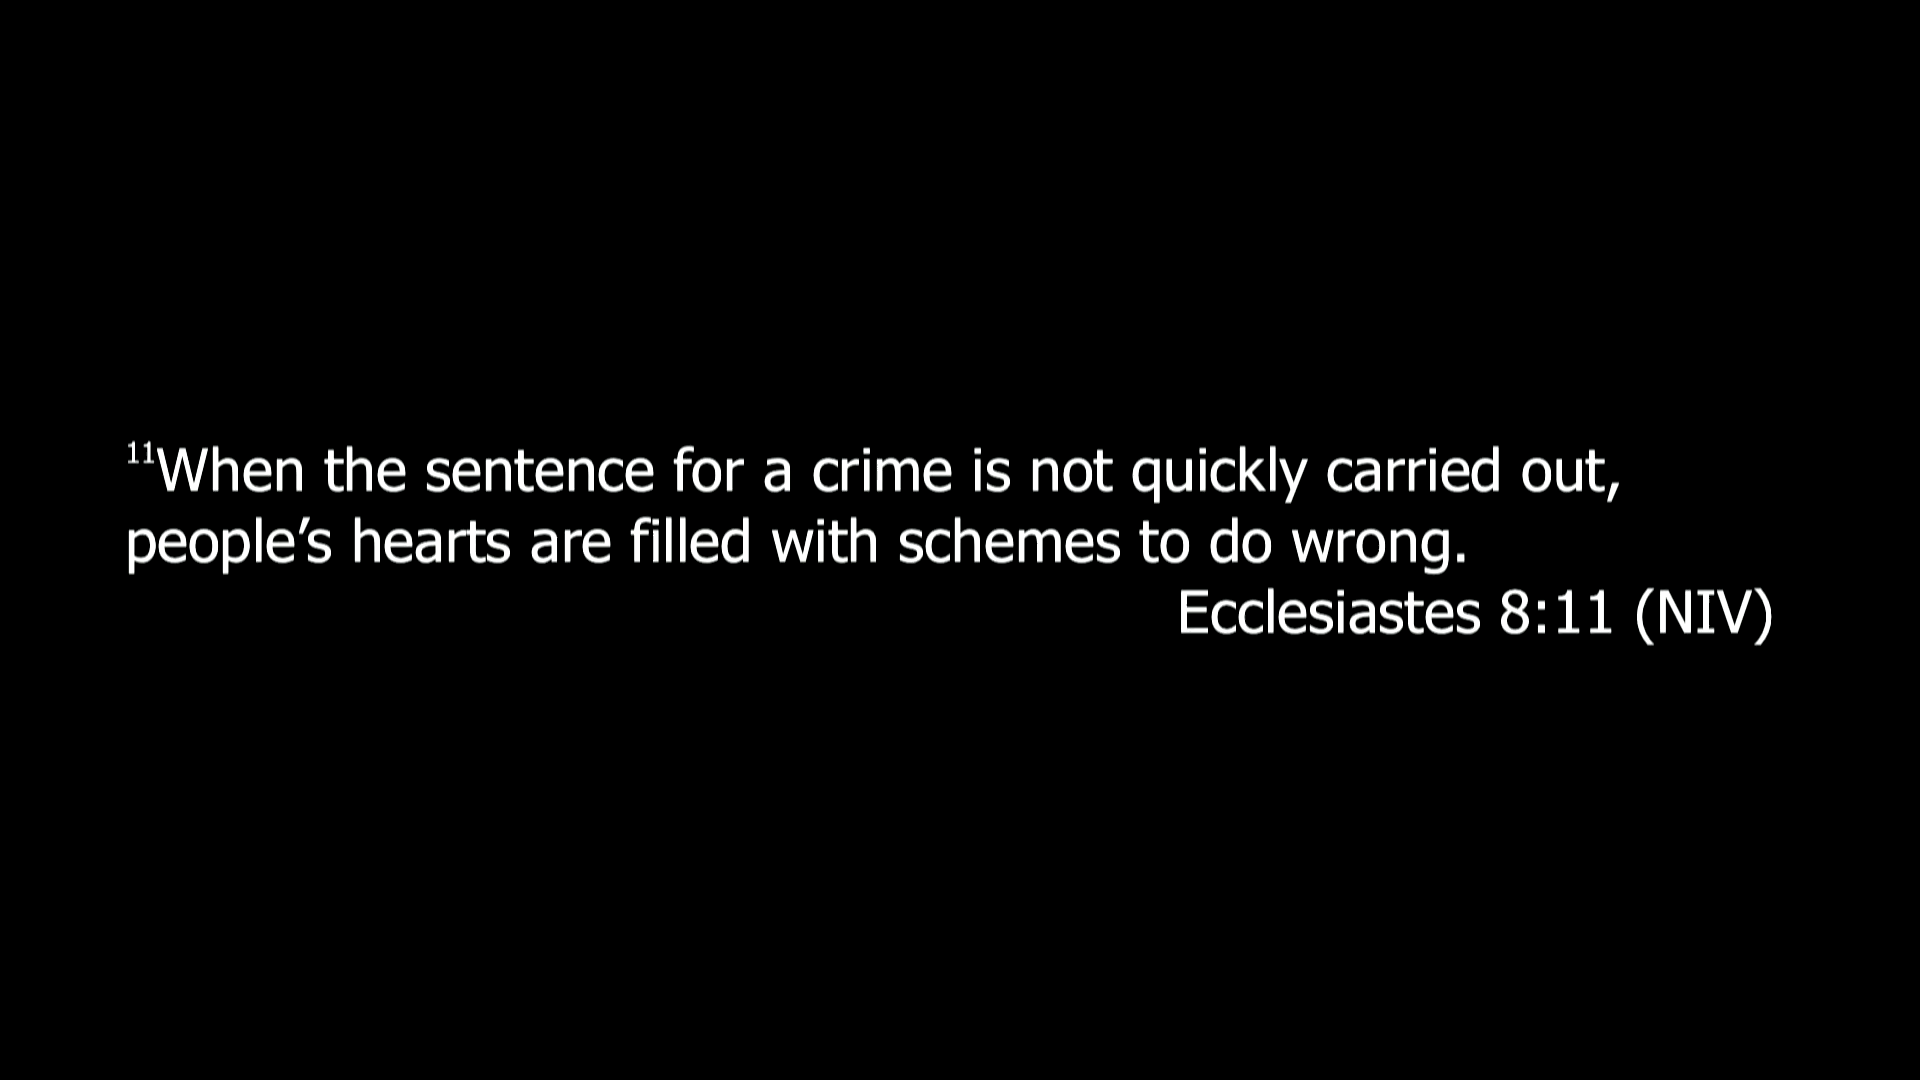 ¹¹When the sentence for a crime is not quickly carried out,
people’s hearts are filled with schemes to do wrong.
Ecclesiastes 8:11 (NIV)